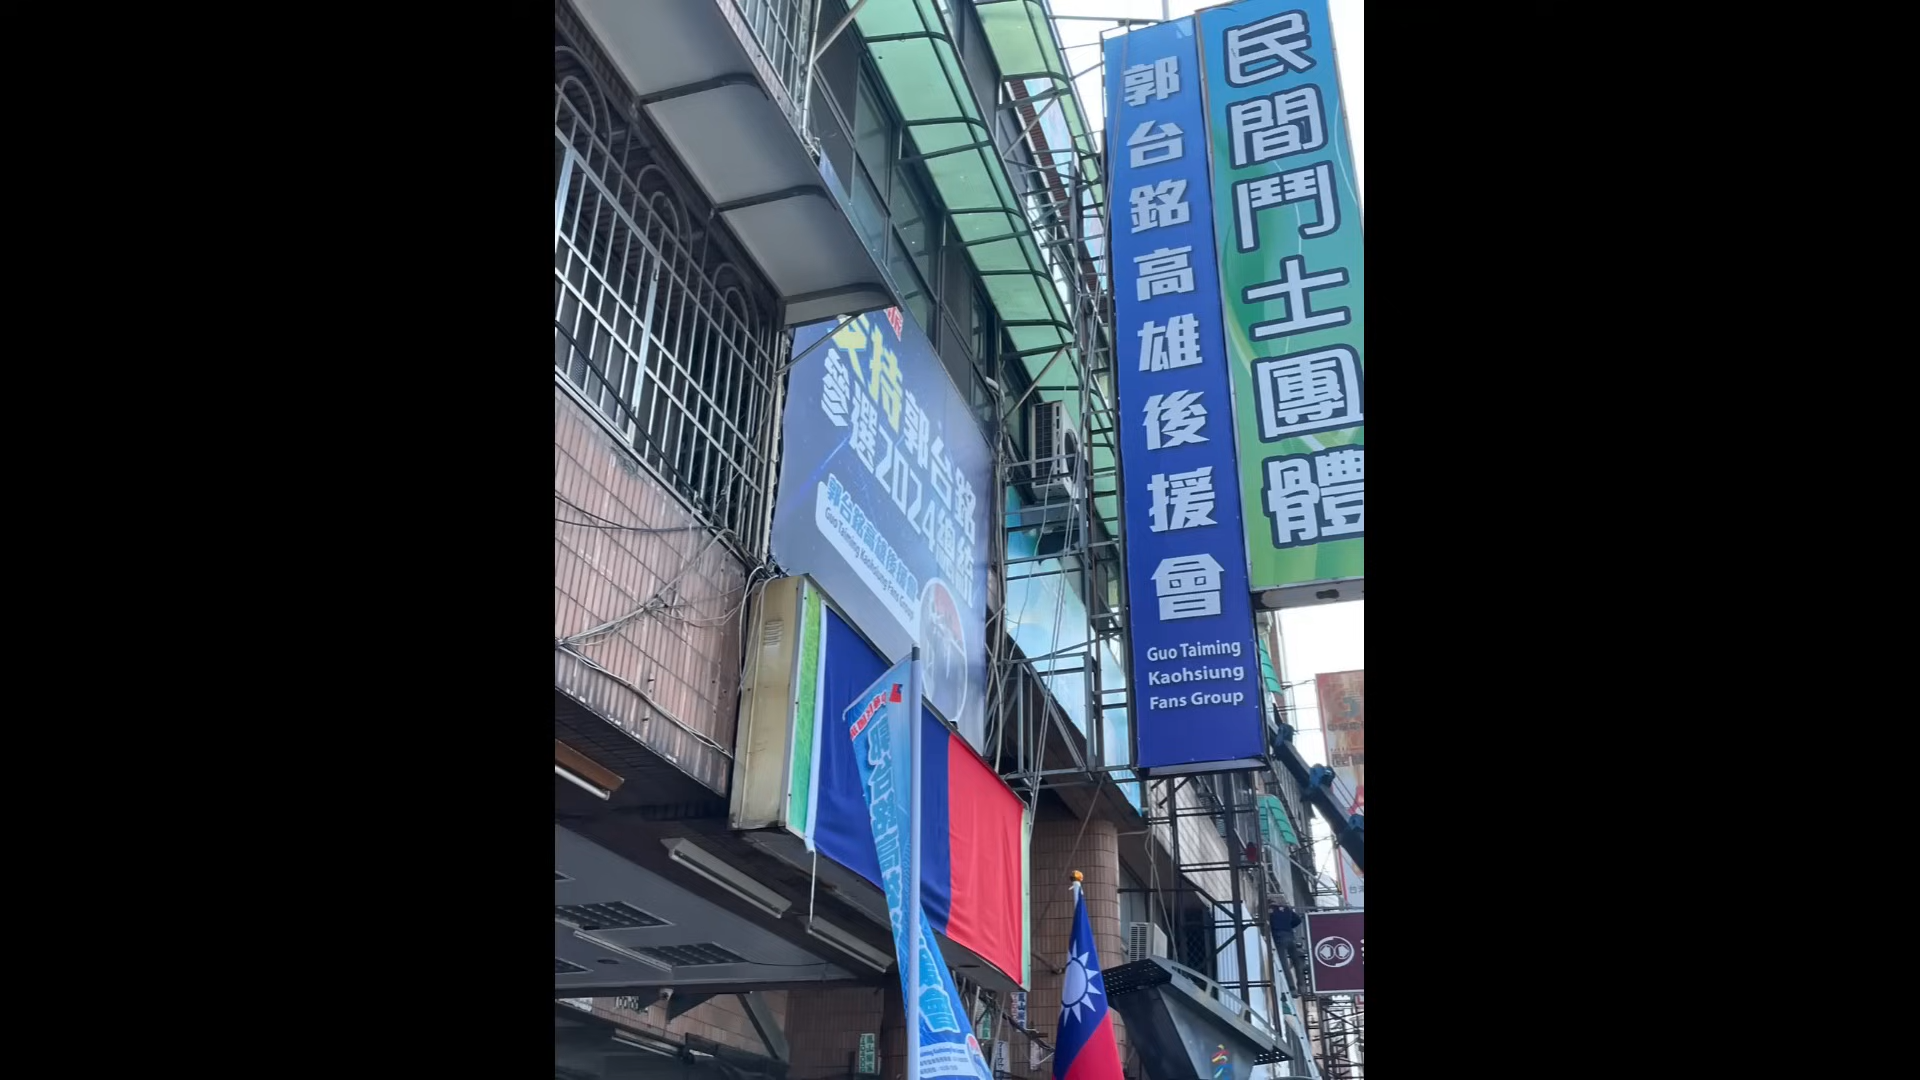 民間鬥士團體
郭台銘高雄後援會
Guo Taiming
Kaohsiung
Fans Group
支持郭台銘
參選2024總統
郭台銘高雄後援會
Guo Taiming Kaohsiung Fans Group